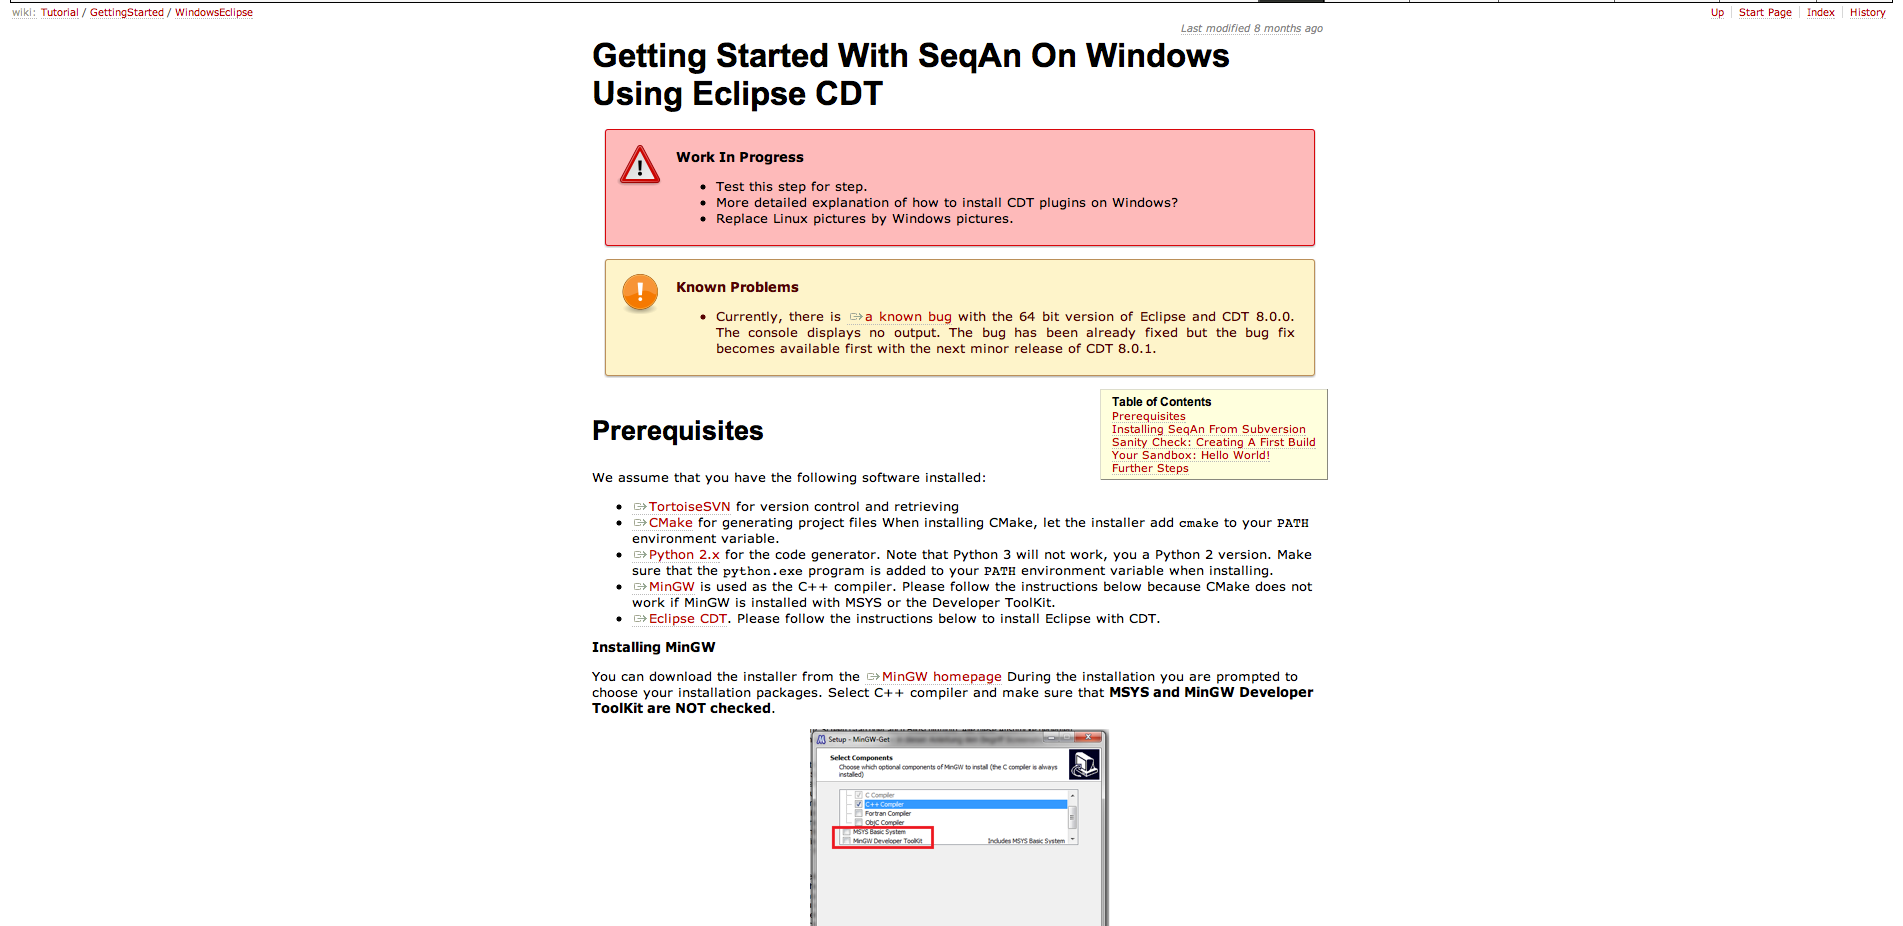 wiki: Tutorial / GettingStarted / WindowsEclipse
Up Start Page Index History
Last modified 8 months ago
Getting Started With SeqAn On Windows
Using Eclipse CDT
Work In Progress
• Test this step for step.
• More detailed explanation of how to install CDT plugins on Windows?
• Replace Linux pictures by Windows pictures.
Known Problems
• Currently, there is a known bug with the 64 bit version of Eclipse and CDT 8.0.0.
The console displays no output. The bug has been already fixed but the bug fix
becomes available first with the next minor release of CDT 8.0.1.
Table of Contents
Prerequisites
Installing SeqAn From Subversion
Sanity Check: Creating A First Build
Your Sandbox: Hello World!
Further Steps
Prerequisites
We assume that you have the following software installed:
• TortoiseSVN for version control and retrieving
• CMake for generating project files When installing CMake, let the installer add cmake to your PATH
environment variable.
• Python 2.x for the code generator. Note that Python 3 will not work, you a Python 2 version. Make
sure that the python.exe program is added to your PATH environment variable when installing.
• MinGW is used as the C++ compiler. Please follow the instructions below because CMake does not
work if MinGW is installed with MSYS or the Developer ToolKit.
• Eclipse CDT. Please follow the instructions below to install Eclipse with CDT.
Installing MinGW
You can download the installer from the MinGW homepage During the installation you are prompted to
choose your installation packages. Select C++ compiler and make sure that MSYS and MinGW Developer
ToolKit are NOT checked.
Setup - MinGW-Get
Select Components
Choose which optional components of MinGW to install (the C compiler is always
installed)
C Compiler
C++ Compiler
Fortran Compiler
ObjC Compiler
MSYS Basic System
MinGW Developer ToolKit Includes MSYS Basic System